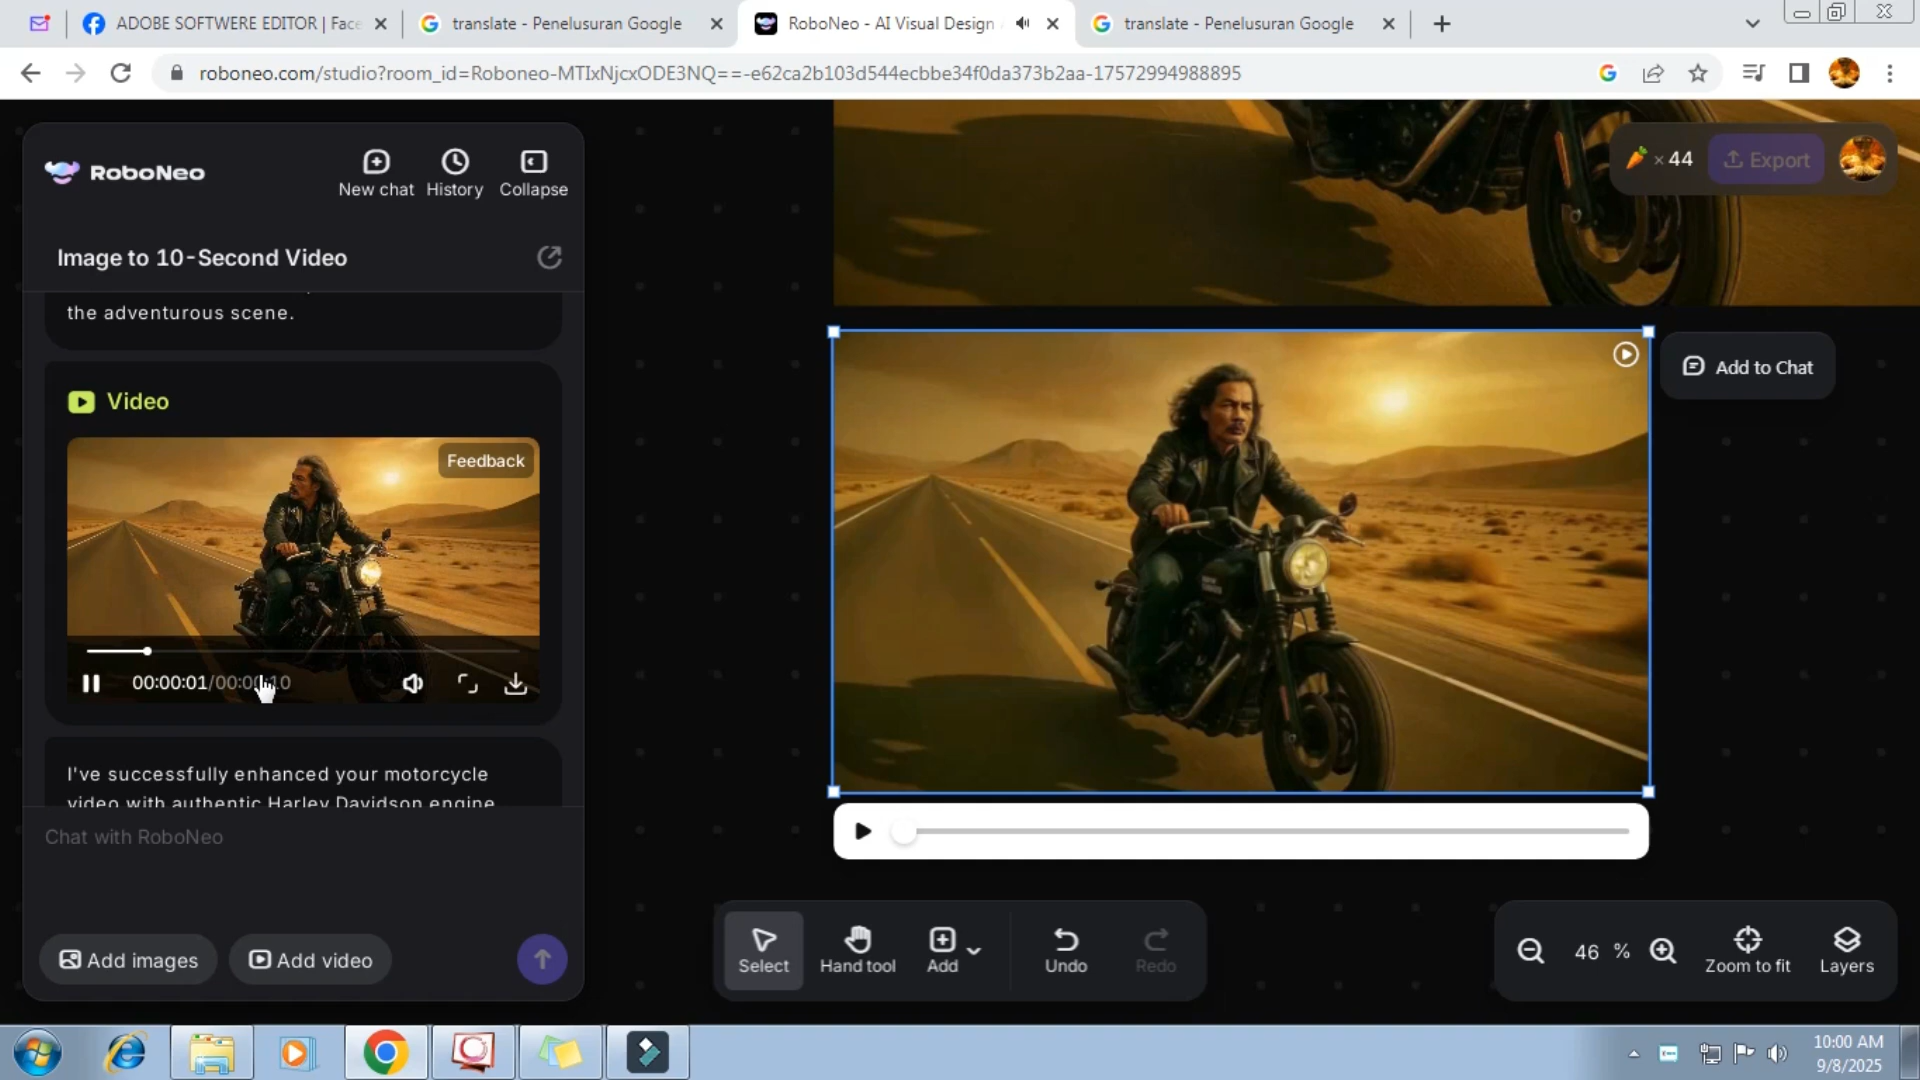 ADOBE SOFTWERE EDITOR | Face
translate - Penelusuran Google
RoboNeo - AI Visual Design
translate - Penelusuran Google
roboneo.com/studio?room_id=Roboneo-MTIxNjcxODE3NQ==-e62ca2b103d544ecbbe34f0da373b2aa-17572994988895
RoboNeo
New chat
History
Collapse
× 44
Export
Image to 10-Second Video
the adventurous scene.
Video
Feedback
00:00:01/00:00:10
I've successfully enhanced your motorcycle
video with authentic Harley Davidson engine
Chat with RoboNeo
Add images
Add video
Add to Chat
Select
Hand tool
Add
Undo
Redo
46 %
Zoom to fit
Layers
10:00 AM
9/8/2025